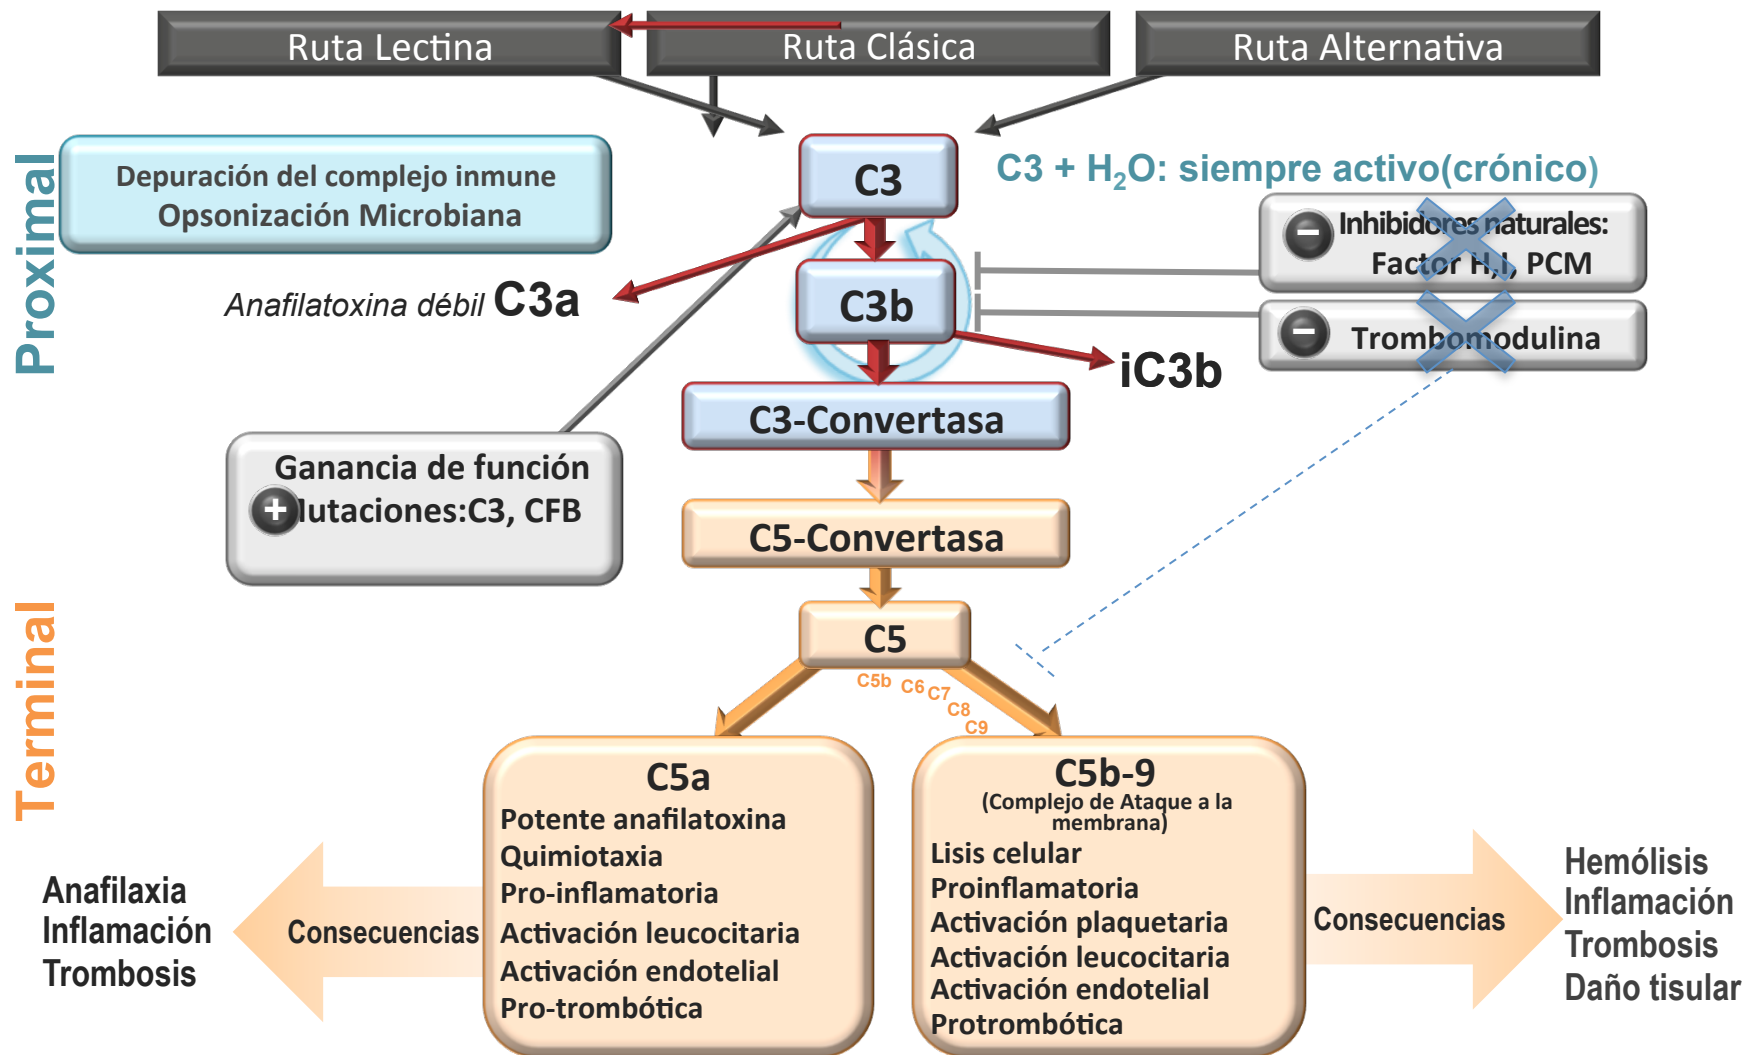 Ruta Lectina
Ruta Clásica
Ruta Alternativa
Proximal
Depuración del complejo inmune
Opsonización Microbiana
C3
C3 + H₂O: siempre activo(crónico)
Inhibidores naturales:
Factor H,I, PCM
Anafilatoxina débil C3a
C3b
Trombomodulina
iC3b
C3-Convertasa
Ganancia de función
Mutaciones:C3, CFB
C5-Convertasa
Terminal
C5
C5b
C6
C7
C8
C9
C5a
Potente anafilatoxina
Quimiotaxia
Pro-inflamatoria
Activación leucocitaria
Activación endotelial
Pro-trombótica
C5b-9
(Complejo de Ataque a la
membrana)
Lisis celular
Proinflamatoria
Activación plaquetaria
Activación leucocitaria
Activación endotelial
Protrombótica
Consecuencias
Anafilaxia
Inflamación
Trombosis
Consecuencias
Hemólisis
Inflamación
Trombosis
Daño tisular